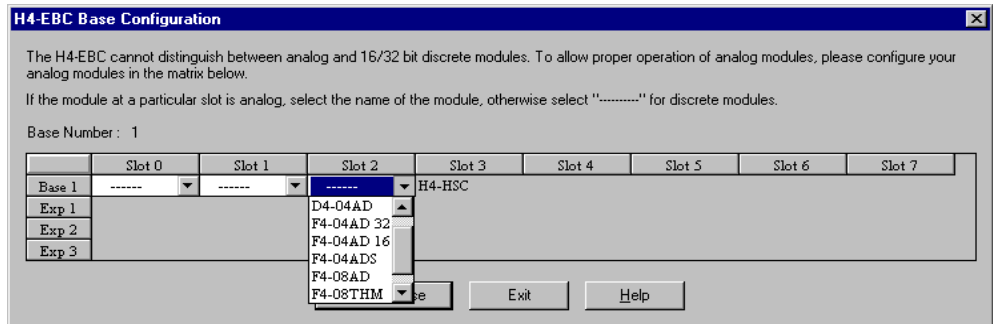 H4-EBC Base Configuration
The H4-EBC cannot distinguish between analog and 16/32 bit discrete modules. To allow proper operation of analog modules, please configure your
analog modules in the matrix below.
If the module at a particular slot is analog, select the name of the module, otherwise select "----------" for discrete modules.
Base Number : 1
Slot 0 Slot 1 Slot 2 Slot 3 Slot 4 Slot 5 Slot 6 Slot 7
Base 1 ------ ------ ------ H4-HSC
Exp 1
Exp 2
Exp 3
D4-04AD
F4-04AD 32
F4-04AD 16
F4-04ADS
F4-08AD
F4-08THM
Exit Help